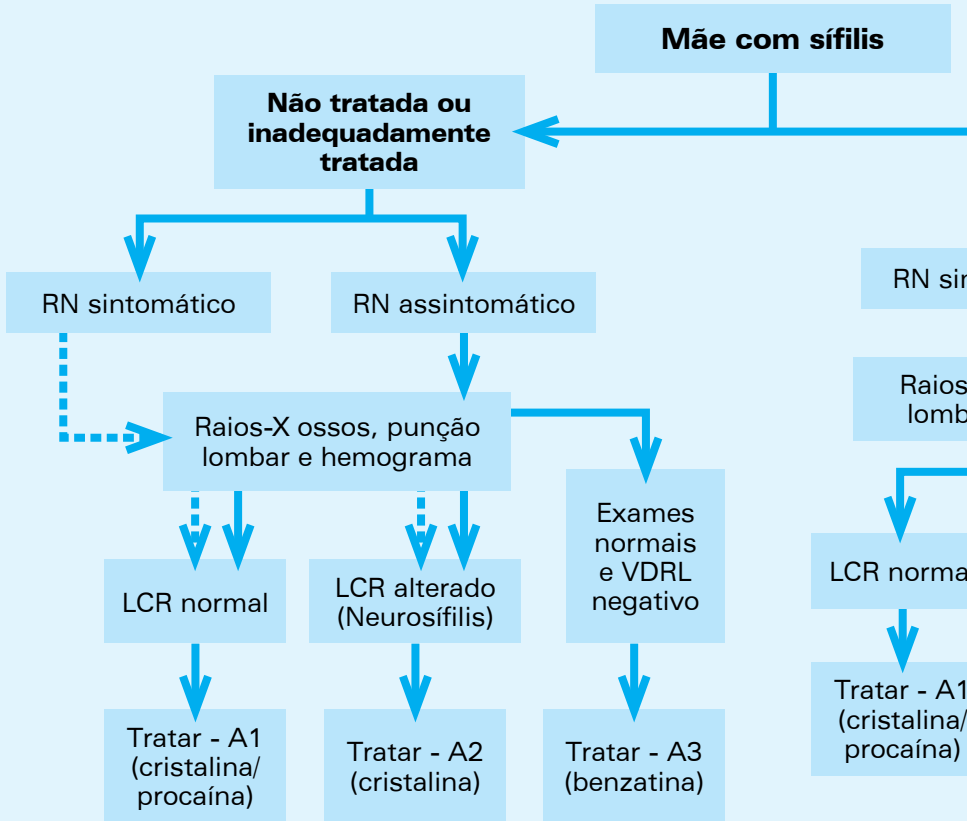 Mãe com sífilis
Não tratada ou
inadequadamente
tratada
RN sintomático
RN assintomático
RN
Raios-X ossos, punção
lombar e hemograma
Raios
LCR normal
LCR alterado
(Neurosífilis)
Exames
normais
e VDRL
negativo
LCR
Tratar - A1
(cristalina/
procaína)
Tratar - A2
(cristalina)
Tratar - A3
(benzatina)
Tratar - A1
(cristalina/
procaína)